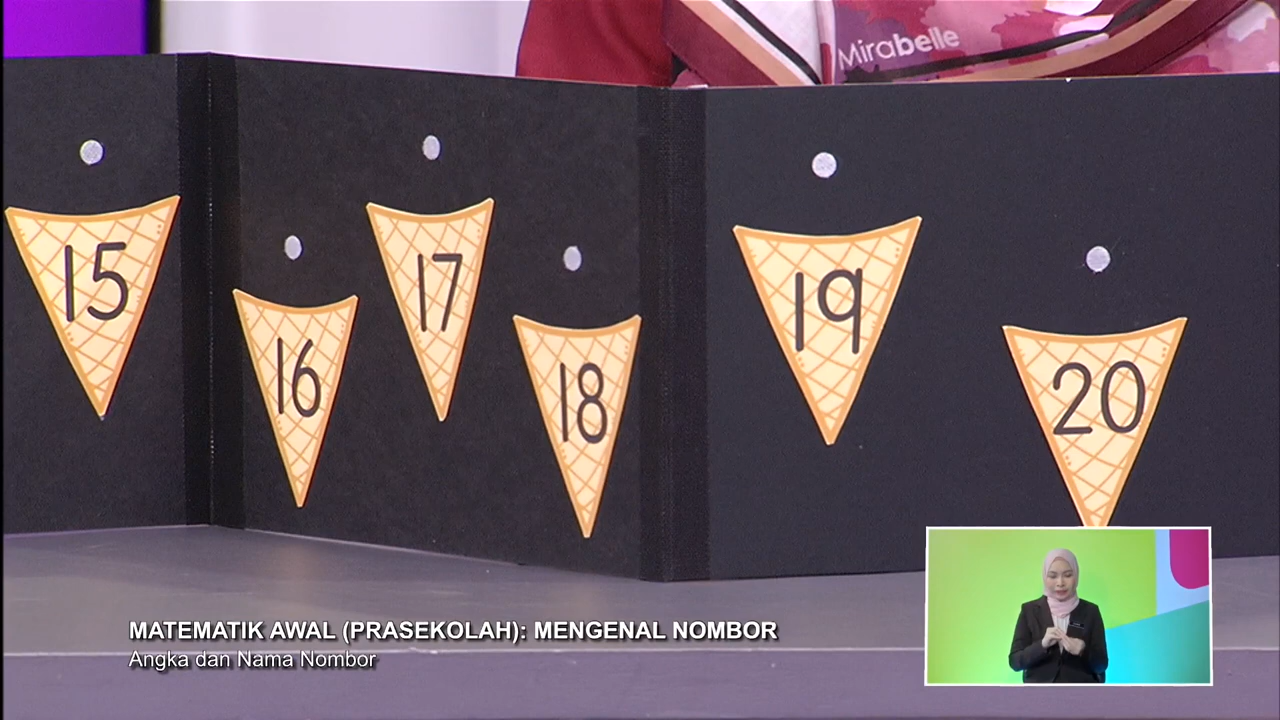 Mirabelle
15
16
17
18
19
20
MATEMATIK AWAL (PRASEKOLAH): MENGENAL NOMBOR
Angka dan Nama Nombor